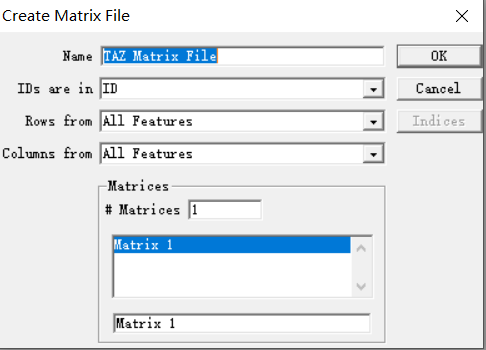 Create Matrix File
Name TAZ Matrix File OK
IDs are in ID Cancel
Rows from All Features Indices
Columns from All Features
Matrices
# Matrices 1
Matrix 1
Matrix 1